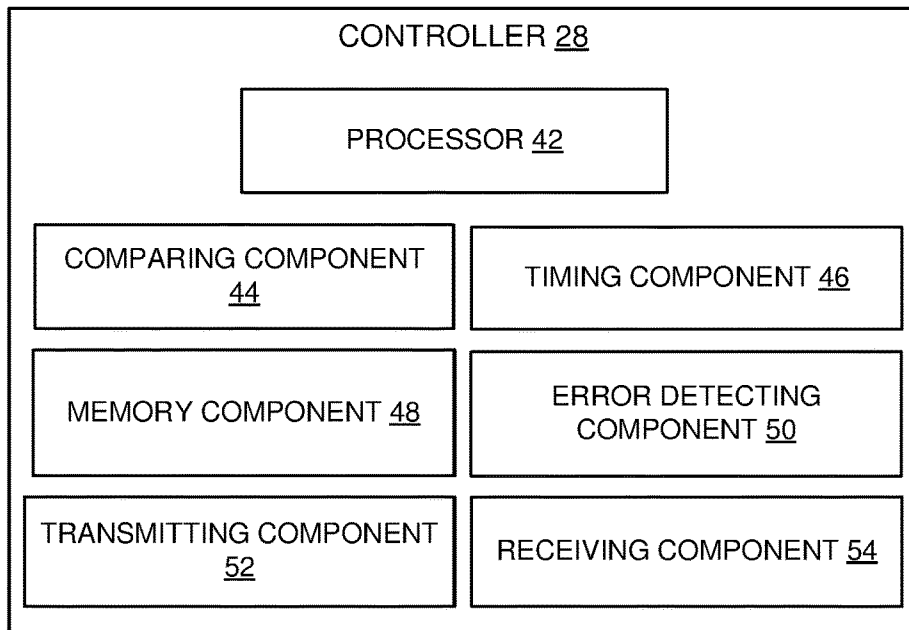 CONTROLLER 28
PROCESSOR 42
COMPARING COMPONENT
44
TIMING COMPONENT 46
MEMORY COMPONENT 48
ERROR DETECTING
COMPONENT 50
TRANSMITTING COMPONENT
52
RECEIVING COMPONENT 54